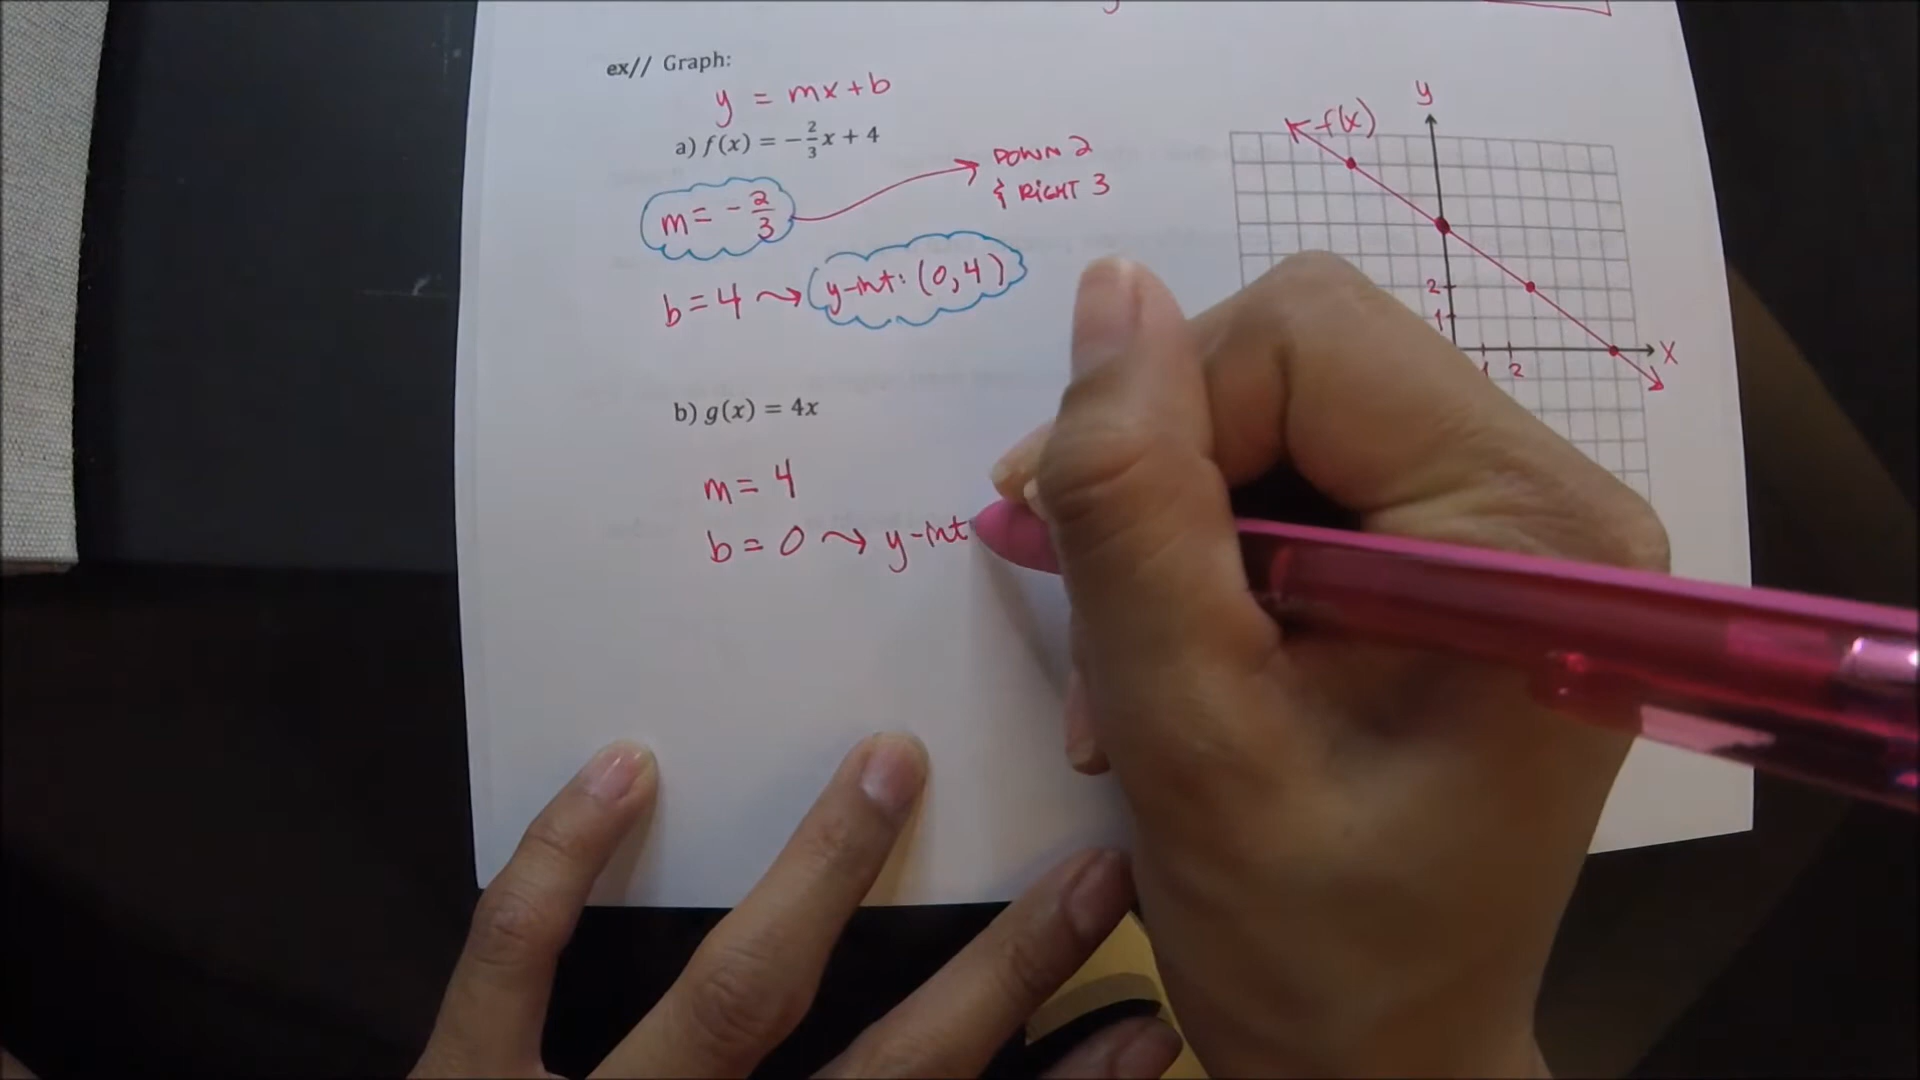 ex// Graph:
y = mx + b
a) f(x) = -2/3x + 4
m = - 2/3
DOWN 2
& RIGHT 3
b = 4 → y-int: (0,4)
b) g(x) = 4x
m = 4
b = 0 → y-int
y
f(x)
2
1
2
X